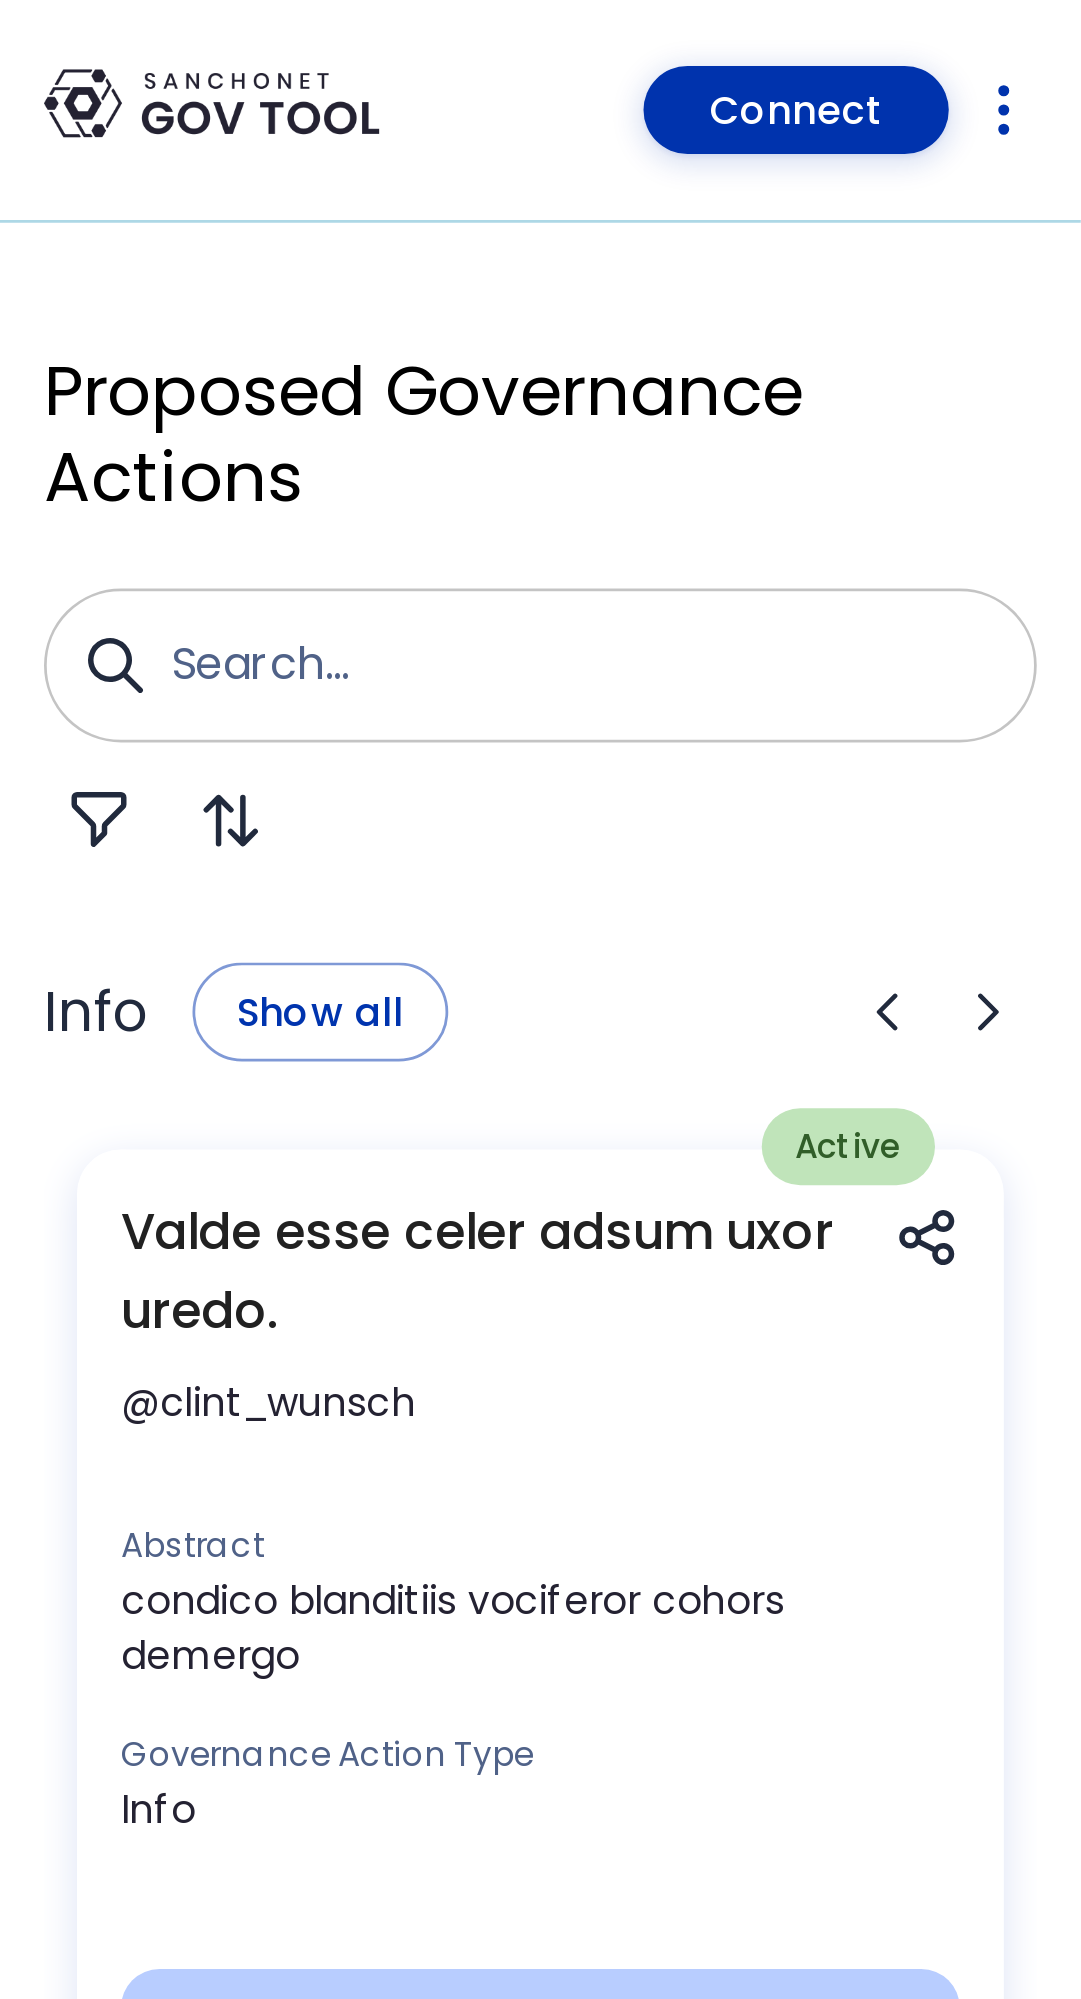 SANCHONET
GOV TOOL
Connect
Proposed Governance
Actions
Search...
Info
Show all
Active
Valde esse celer adsum uxor
uredo.
@clint_wunsch
Abstract
condico blanditiis vociferor cohors
demergo
Governance Action Type
Info